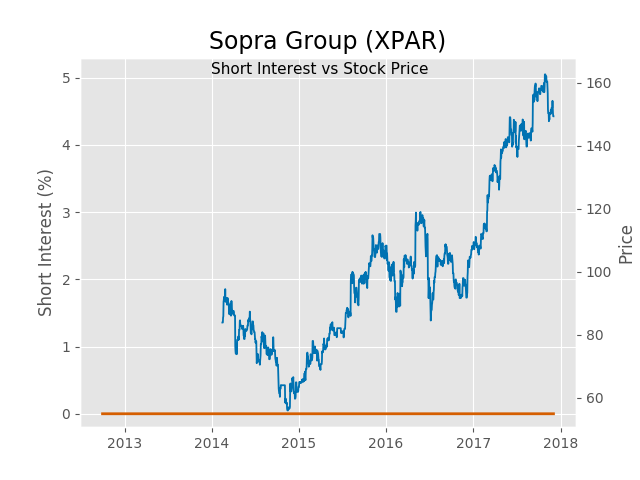 Sopra Group (XPAR)
Short Interest vs Stock Price
Short Interest (%)
5
4
3
2
1
0
160
140
120
100
80
60
Price
2013 2014 2015 2016 2017 2018